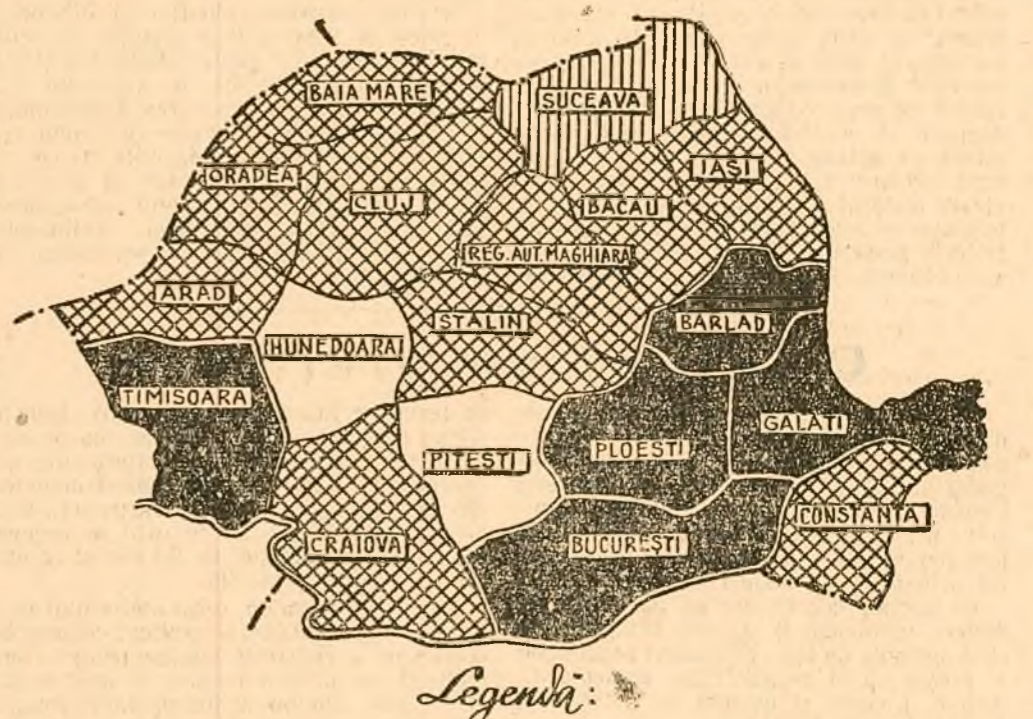 BAIA MARE
SUCEAVA
ORADEA
CLUJ
IAȘI
BACAU
REG. AUT. MAGHIARA
ARAD
STALIN
BARLAD
HUNEDOARA
TIMISOARA
GALATI
PLOESTI
PITESTI
CONSTANTA
CRAIOVA
BUCUREȘTI
Legendă: